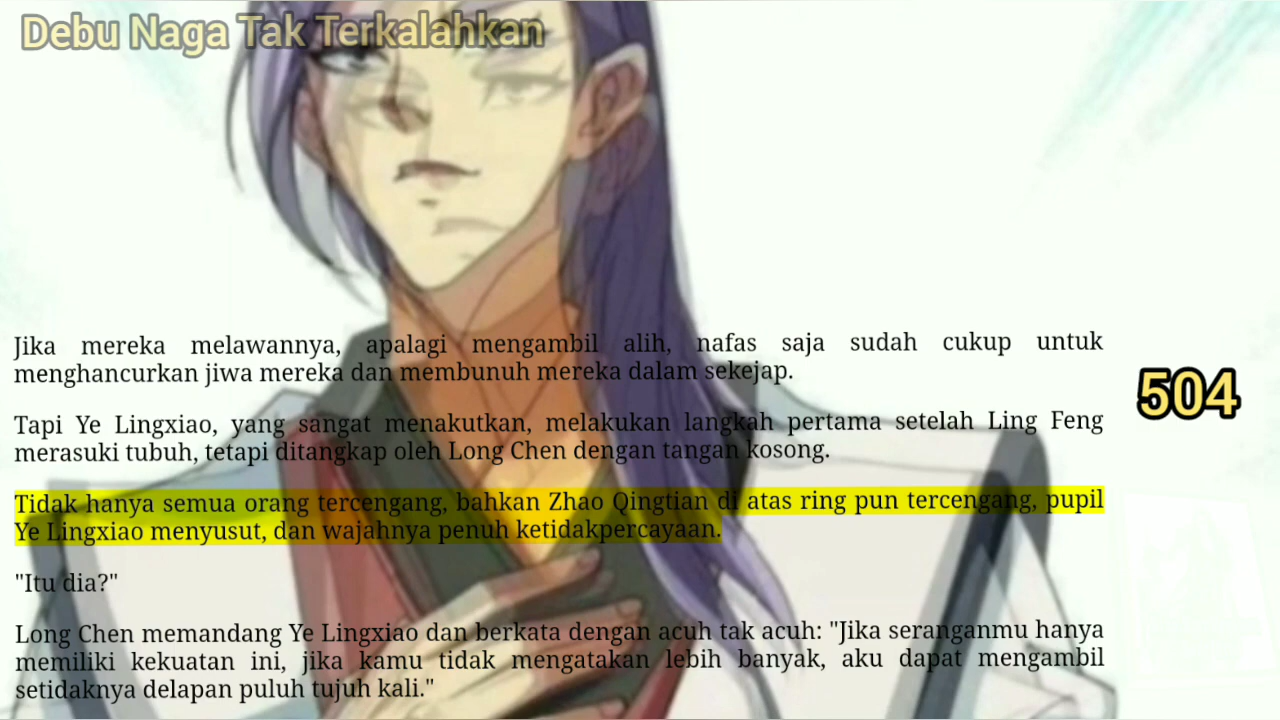 Debu Naga Tak Terkalahkan
Jika mereka melawannya, apalagi mengambil alih, nafas saja sudah cukup untuk
menghancurkan jiwa mereka dan membunuh mereka dalam sekejap.
504
Tapi Ye Lingxiao, yang sangat menakutkan, melakukan langkah pertama setelah Ling Feng
merasuki tubuh, tetapi ditangkap oleh Long Chen dengan tangan kosong.
Tidak hanya semua orang tercengang, bahkan Zhao Qingtian di atas ring pun tercengang, pupil
Ye Lingxiao menyusut, dan wajahnya penuh ketidakpercayaan.
"Itu dia?"
Long Chen memandang Ye Lingxiao dan berkata dengan acuh tak acuh: "Jika seranganmu hanya
memiliki kekuatan ini, jika kamu tidak mengatakan lebih banyak, aku dapat mengambil
setidaknya delapan puluh tujuh kali."